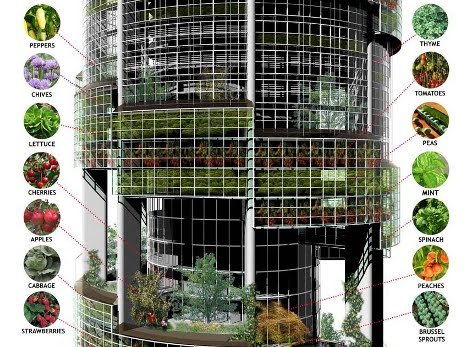 PEPPERS
CHIVES
LETTUCE
CHERRIES
APPLES
CABBAGE
STRAWBERRIES
THYME
TOMATOES
PEAS
MINT
SPINACH
PEACHES
BRUSSEL
SPROUTS